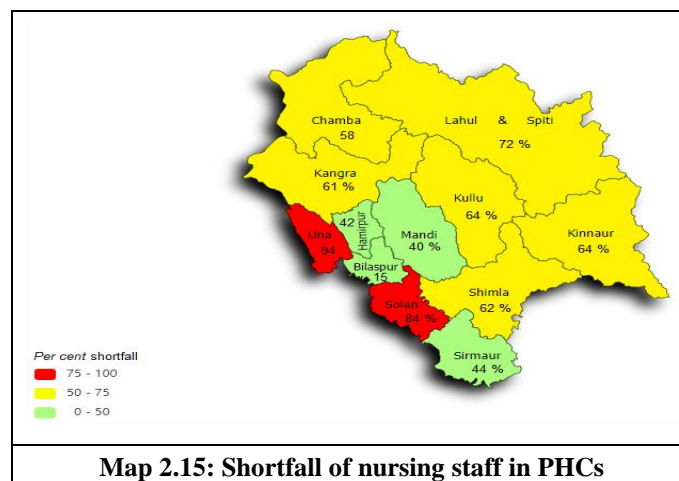 Chamba
58
Lahul & Spiti
72 %
Kangra
61 %
Kullu
64 %
42
Hamirpur
Mandi
40 %
Kinnaur
64 %
Una
94
Bilaspur
15
Solan
84 %
Shimla
62 %
Sirmaur
44 %
Per cent shortfall
75 - 100
50 - 75
0 - 50
Map 2.15: Shortfall of nursing staff in PHCs